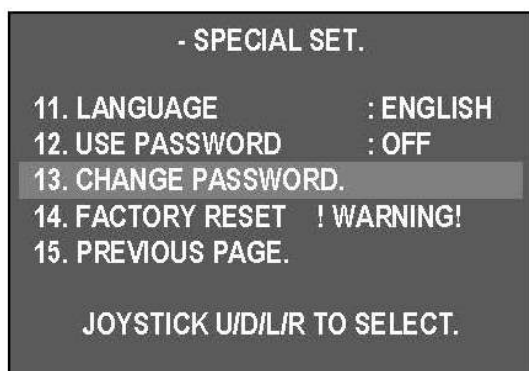 - SPECIAL SET.
11. LANGUAGE : ENGLISH
12. USE PASSWORD : OFF
13. CHANGE PASSWORD.
14. FACTORY RESET ! WARNING!
15. PREVIOUS PAGE.
JOYSTICK U/D/L/R TO SELECT.